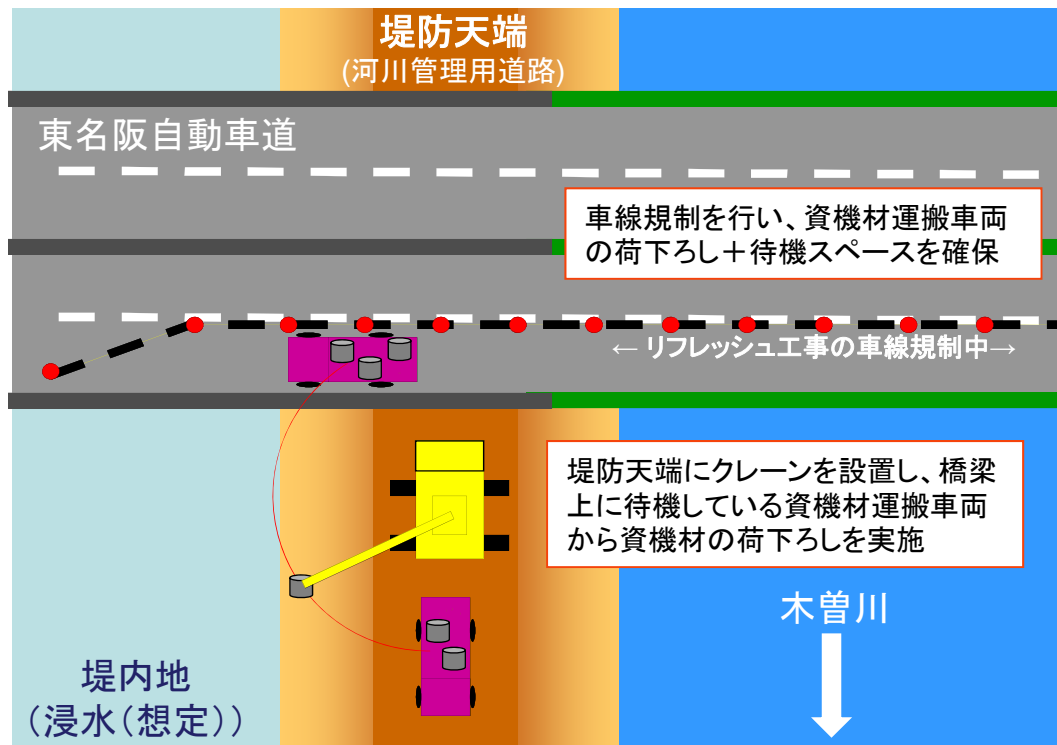 堤防天端
(河川管理用道路)
東名阪自動車道
車線規制を行い、資機材運搬車両
の荷下ろし＋待機スペースを確保
← リフレッシュ工事の車線規制中→
堤防天端にクレーンを設置し、橋梁
上に待機している資機材運搬車両
から資機材の荷下ろしを実施
木曽川
堤内地
（浸水（想定））